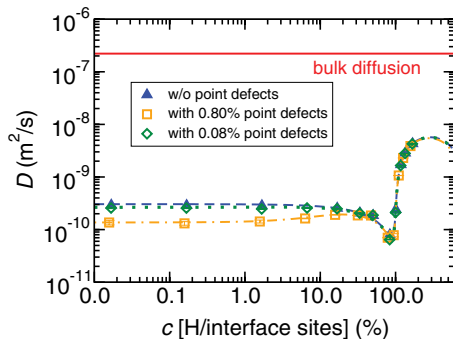 10⁻⁶
10⁻⁷
10⁻⁸
10⁻⁹
10⁻¹⁰
10⁻¹¹
D (m²/s)
bulk diffusion
w/o point defects
with 0.80% point defects
with 0.08% point defects
0.0 0.1 1.0 10.0 100.0
c [H/interface sites] (%)